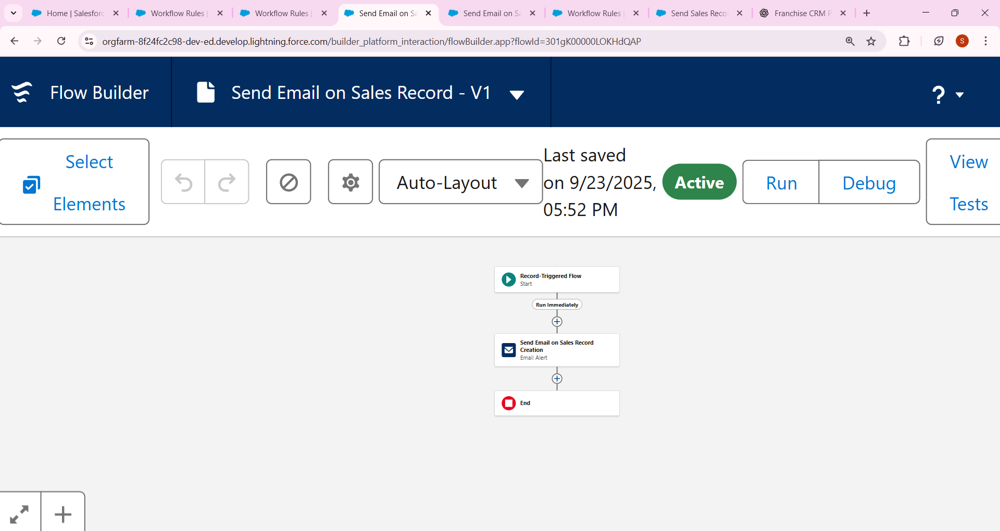 Home | Salesforc
Workflow Rules |
Workflow Rules |
Send Email on Sa
Send Email on Sa
Workflow Rules |
Send Sales Recor
Franchise CRM P
orgfarm-8f24fc2c98-dev-ed.develop.lightning.force.com/builder_platform_interaction/flowBuilder.app?flowId=301gK00000LOKHdQAP
S
Flow Builder
Send Email on Sales Record - V1
?
Select
Elements
Auto-Layout
Last saved
on 9/23/2025,
05:52 PM
Active
Run
Debug
View
Tests
Record-Triggered Flow
Start
Run Immediately
Send Email on Sales Record
Creation
Email Alert
End